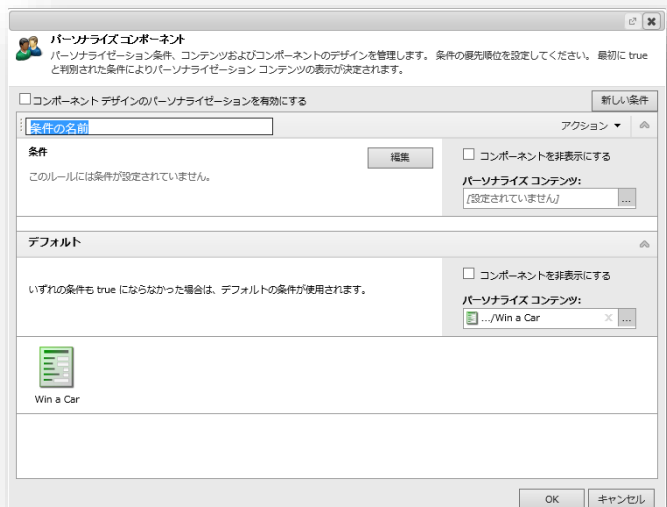 パーソナライズ コンポーネント
パーソナライゼーション条件、コンテンツおよびコンポーネントのデザインを管理します。 条件の優先順位を設定してください。 最初に true
と判別された条件によりパーソナライゼーション コンテンツの表示が決定されます。
コンポーネント デザインのパーソナライゼーションを有効にする
新しい条件
条件の名前
アクション
条件
編集
コンポーネントを非表示にする
このルールには条件が設定されていません。
パーソナライズ コンテンツ:
[設定されていません]
...
デフォルト
コンポーネントを非表示にする
いずれの条件も true にならなかった場合は、デフォルトの条件が使用されます。
パーソナライズ コンテンツ:
.../Win a Car
...
Win a Car
OK
キャンセル